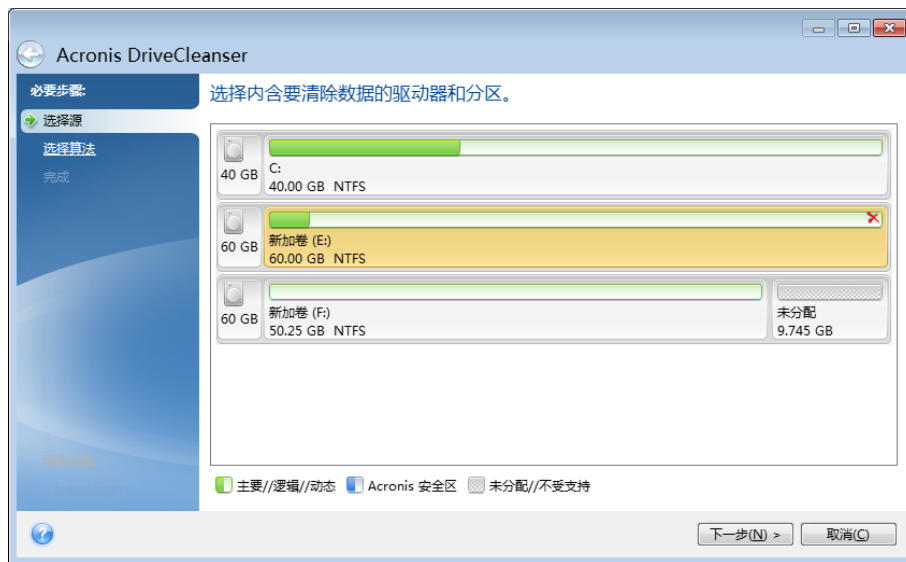 Acronis DriveCleanser
必要步骤:
选择源
选择算法
完成
选择内含要清除数据的驱动器和分区。
40 GB
C:
40.00 GB NTFS
60 GB
新加卷 (E:)
60.00 GB NTFS
60 GB
新加卷 (F:)
50.25 GB NTFS
未分配
9.745 GB
主要//逻辑//动态
Acronis 安全区
未分配//不受支持
下一步(N) >
取消(C)